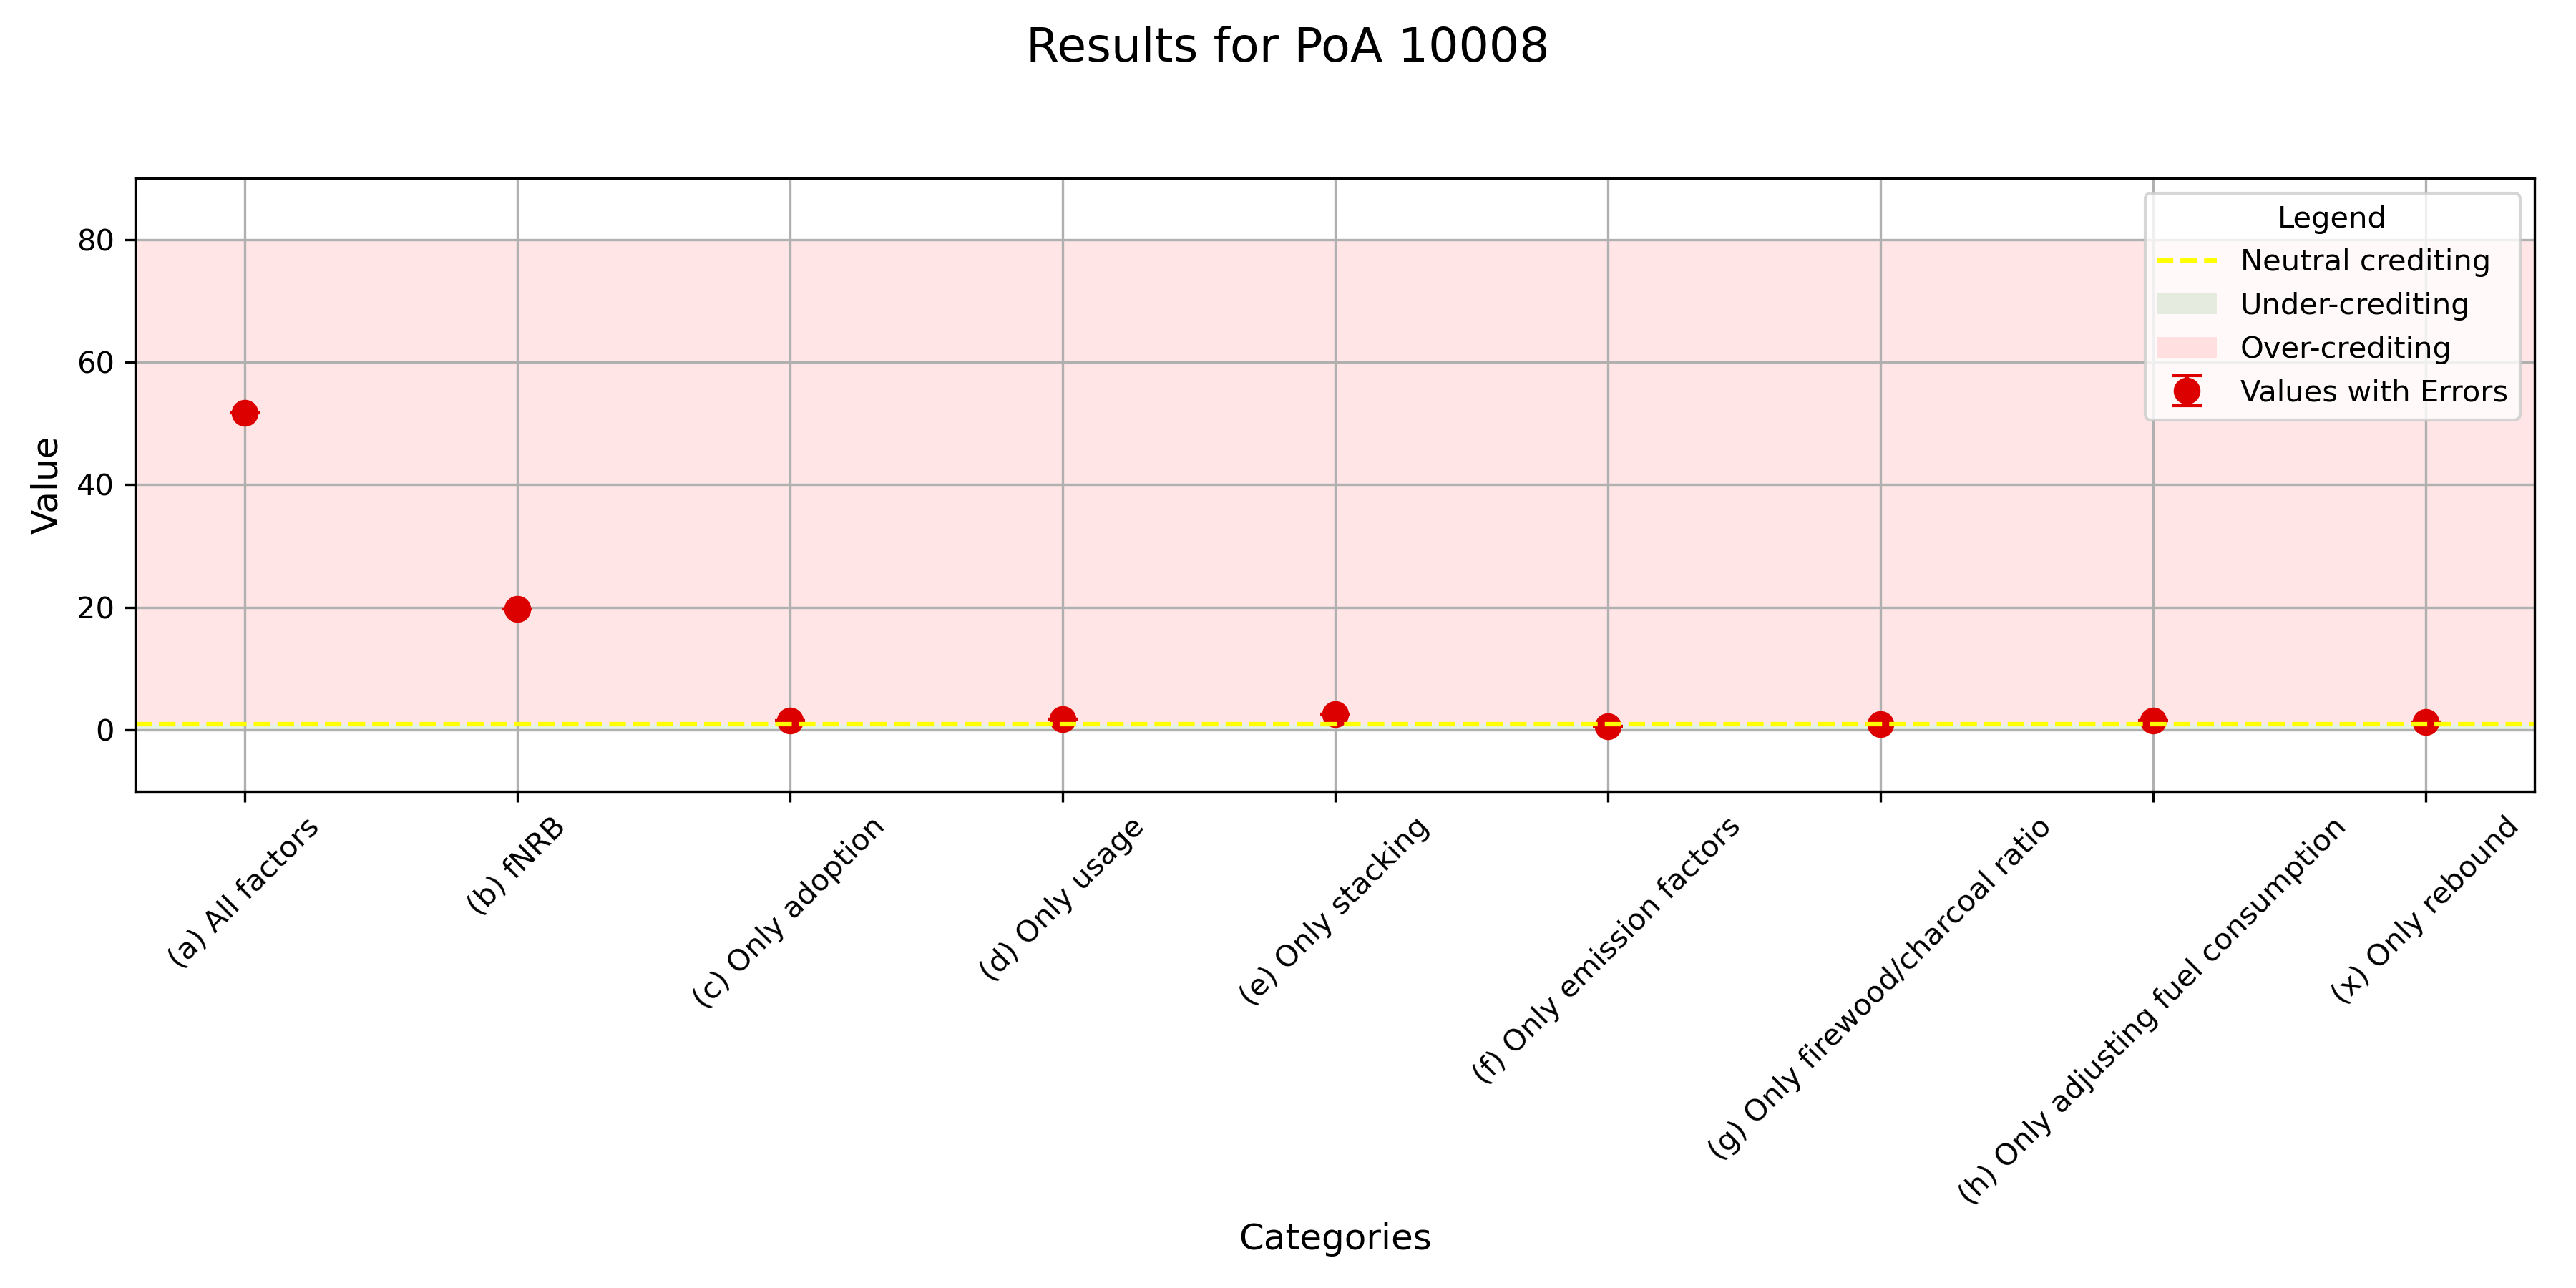 Results for PoA 10008
Legend
Neutral crediting
Under-crediting
Over-crediting
Values with Errors
Value
80
60
40
20
0
(a) All factors
(b) fNRB
(c) Only adoption
(d) Only usage
(e) Only stacking
(f) Only emission factors
(g) Only firewood/charcoal ratio
(h) Only adjusting fuel consumption
(x) Only rebound
Categories